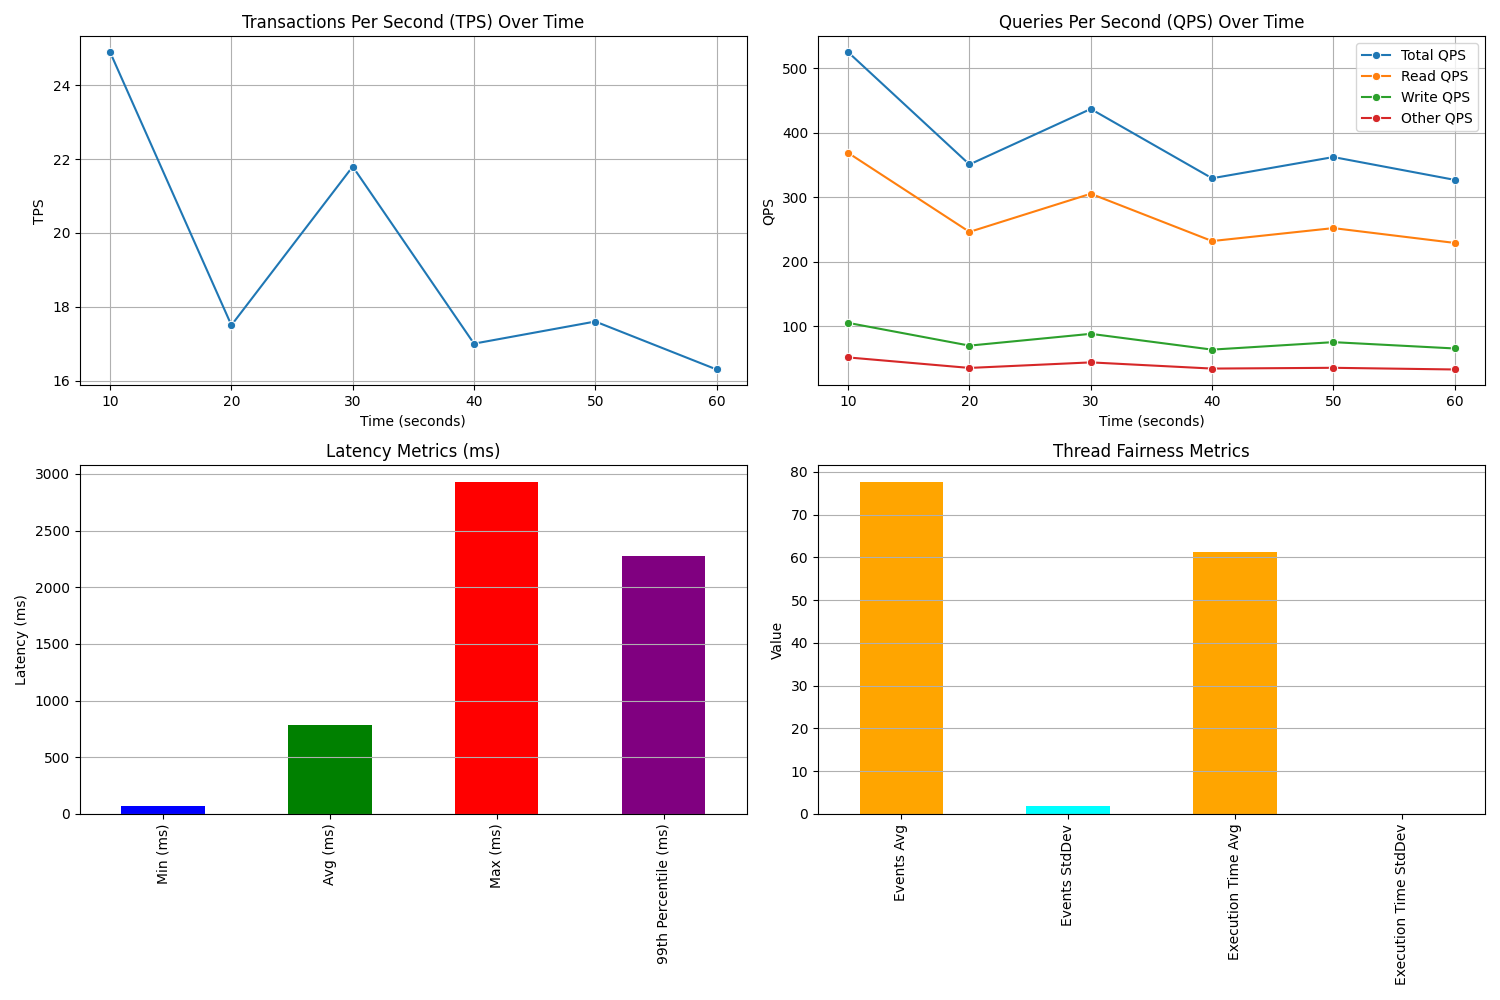 Transactions Per Second (TPS) Over Time
TPS
24
22
20
18
16
10 20 30 40 50 60
Time (seconds)
Queries Per Second (QPS) Over Time
QPS
500
400
300
200
100
Total QPS
Read QPS
Write QPS
Other QPS
10 20 30 40 50 60
Time (seconds)
Latency Metrics (ms)
Latency (ms)
3000
2500
2000
1500
1000
500
0
Min (ms)
Avg (ms)
Max (ms)
99th Percentile (ms)
Thread Fairness Metrics
Value
80
70
60
50
40
30
20
10
0
Events Avg
Events StdDev
Execution Time Avg
Execution Time StdDev